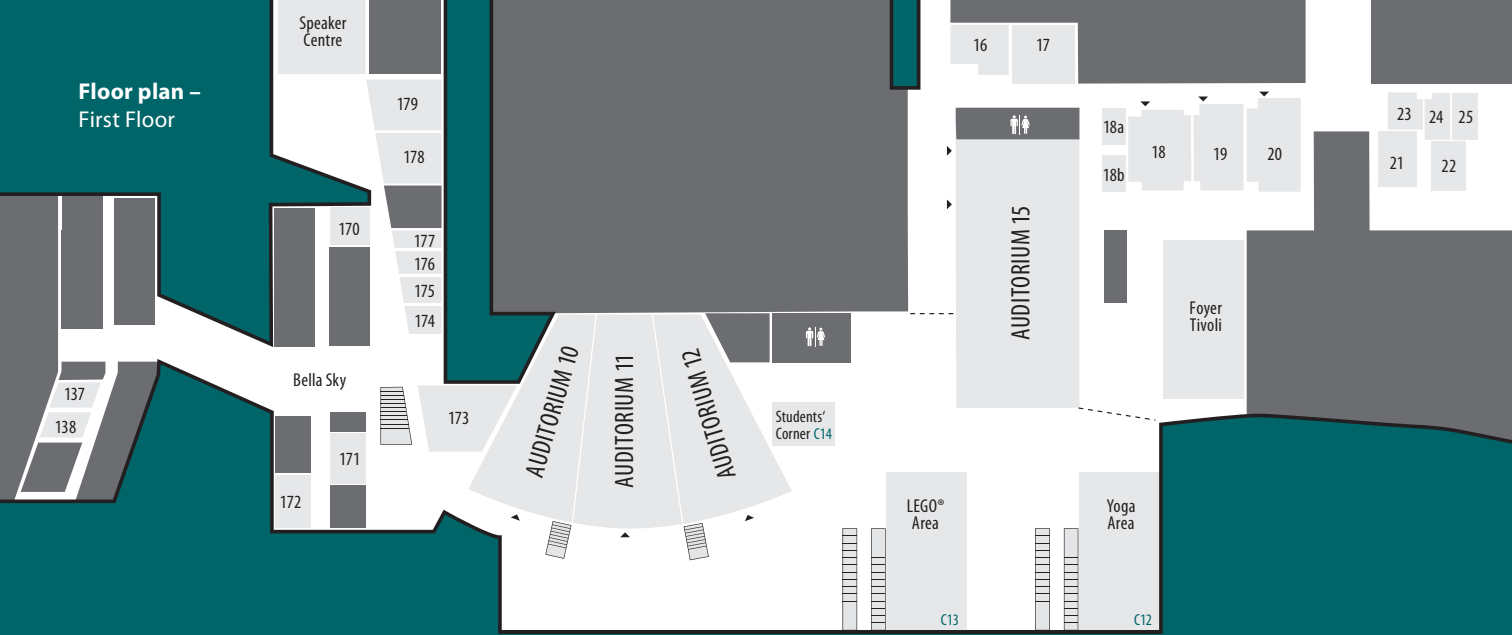 Floor plan –
First Floor
Speaker
Centre
179
178
177
176
175
174
170
Bella Sky
137
138
171
172
173
AUDITORIUM 10
AUDITORIUM 11
AUDITORIUM 12
Students‘
Corner C14
16
17
AUDITORIUM 15
18a
18b
18
19
20
23
24
25
21
22
Foyer
Tivoli
LEGO®
Area
C13
Yoga
Area
C12